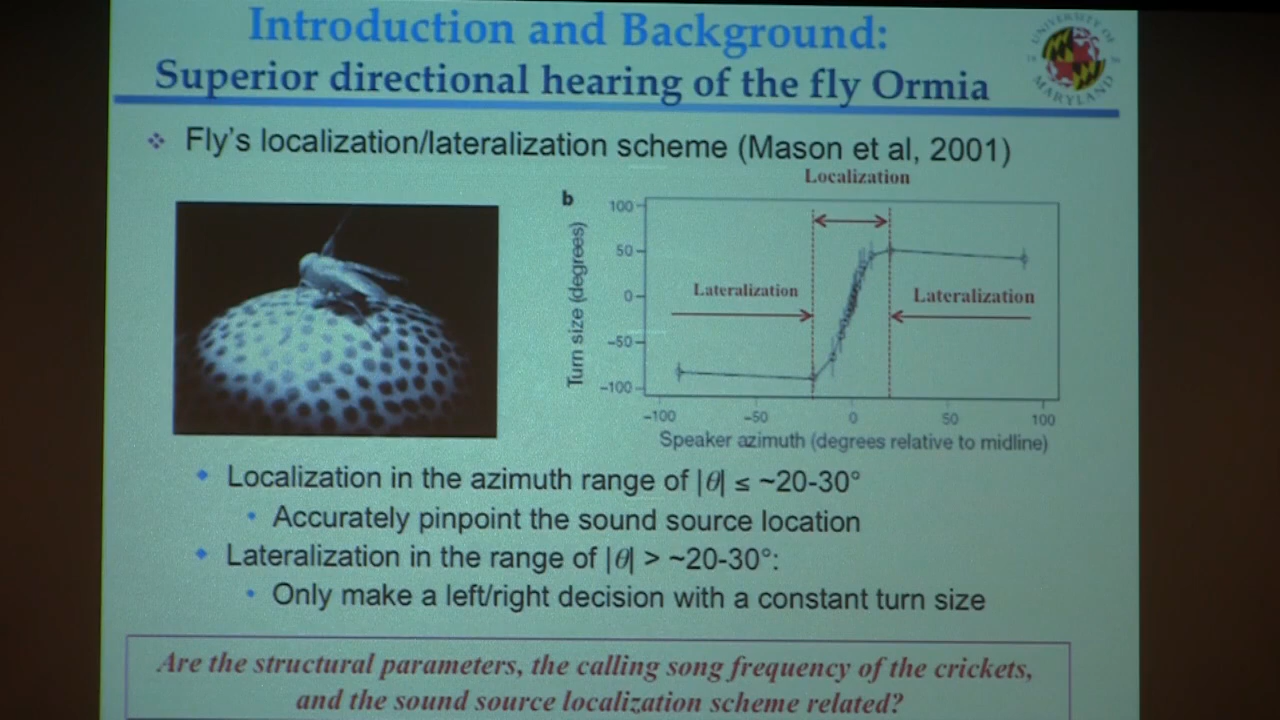 Introduction and Background:
Superior directional hearing of the fly Ormia
UNIVERSITY OF
MARYLAND
Fly's localization/lateralization scheme (Mason et al, 2001)
Localization
b
100
50
0
-50
-100
Turn size (degrees)
Lateralization
Lateralization
-100
-50
0
50
100
Speaker azimuth (degrees relative to midline)
Localization in the azimuth range of |θ| ≤ ~20-30°
Accurately pinpoint the sound source location
Lateralization in the range of |θ| > ~20-30°:
Only make a left/right decision with a constant turn size
Are the structural parameters, the calling song frequency of the crickets,
and the sound source localization scheme related?